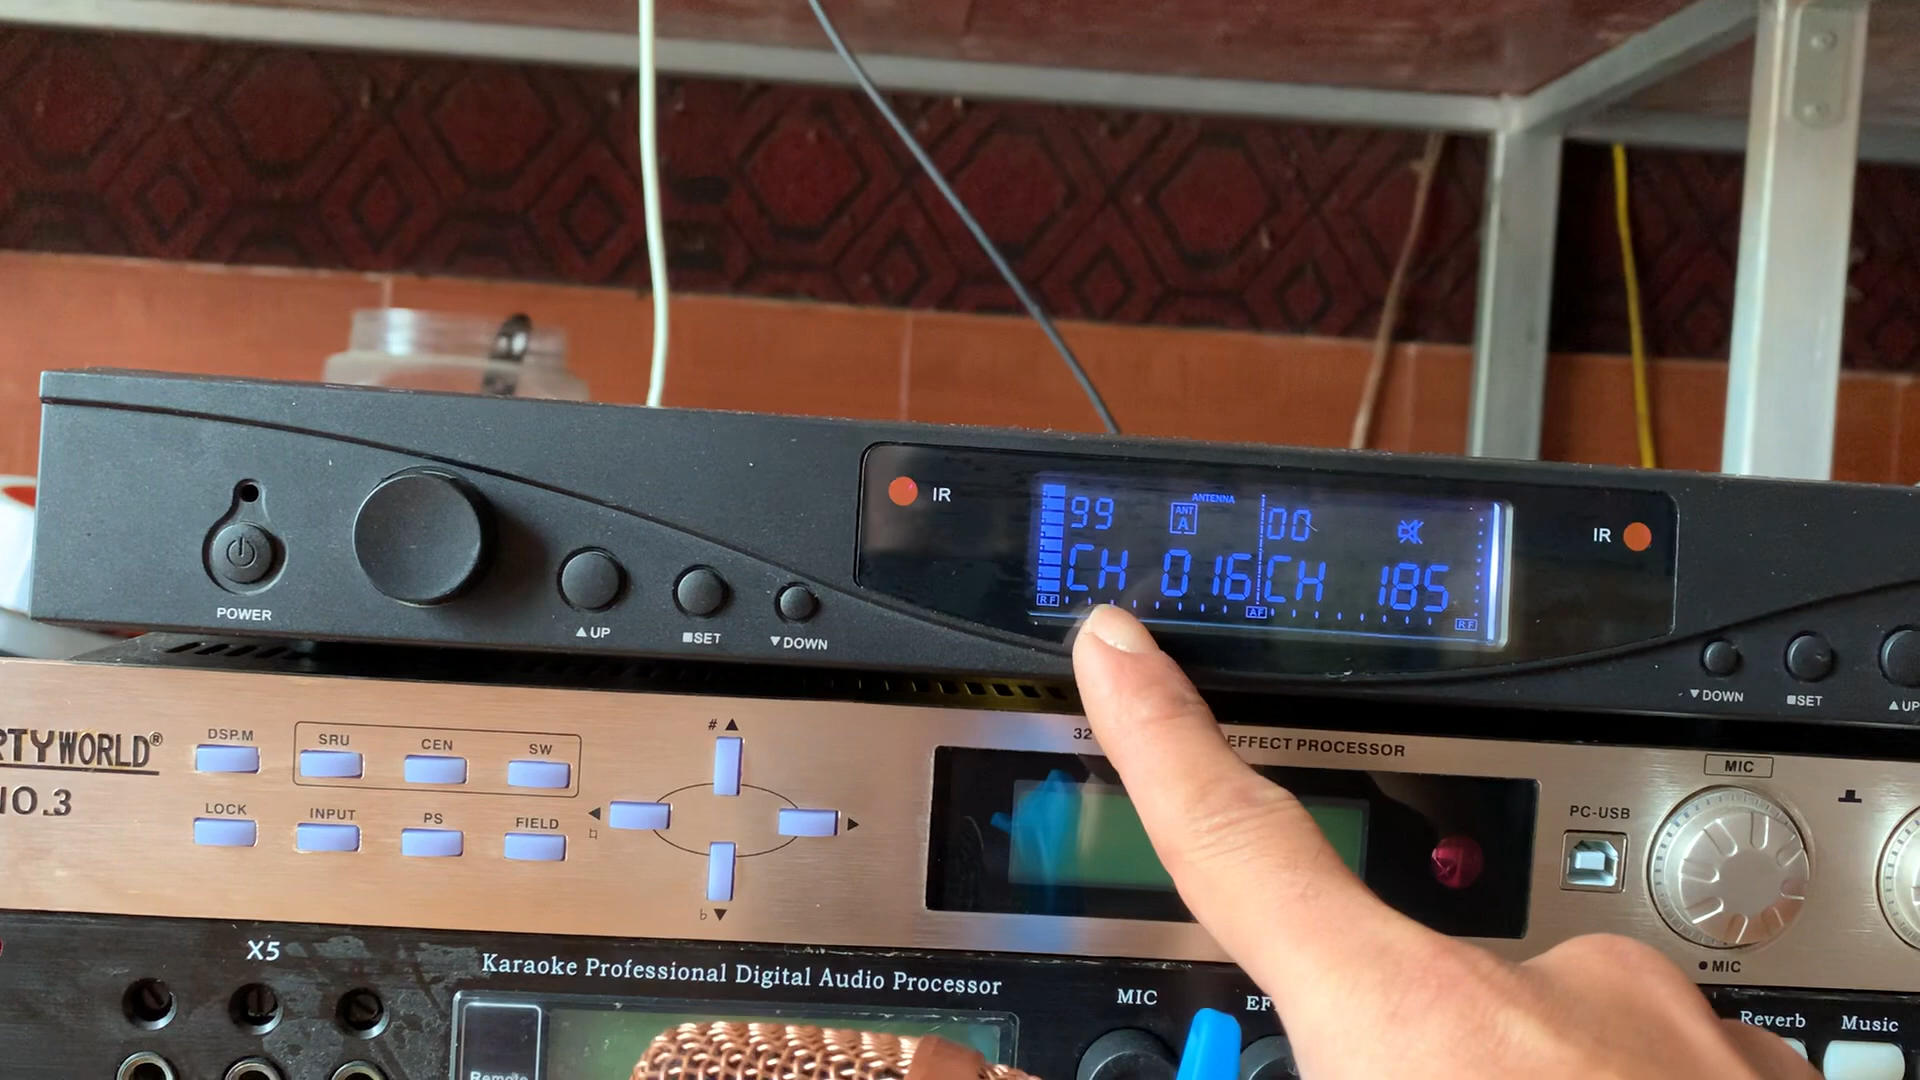 IR
ANTENNA
99
ANT
A
00
IR
CH 016 CH 185
RF
AF
RF
POWER
▲UP
■SET
▼DOWN
▼DOWN
■SET
▲UP
RTYWORLD®
DSP.M
SRU
CEN
SW
# ▲
32
EFFECT PROCESSOR
MIC
IO.3
LOCK
INPUT
PS
FIELD
◀
♮
▶
♭▼
PC-USB
●MIC
X5
Karaoke Professional Digital Audio Processor
MIC
EF
Reverb
Music
Remote